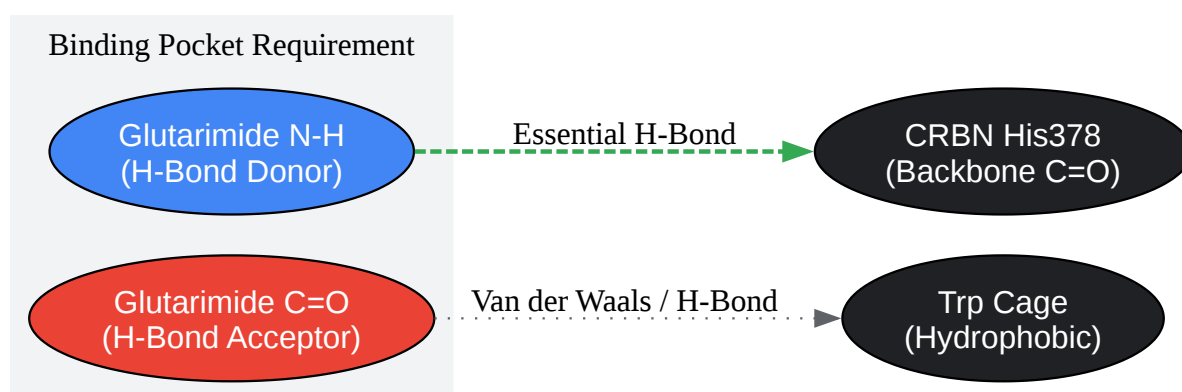 Binding Pocket Requirement
Glutarimide N-H
(H-Bond Donor)
Essential H-Bond
CRBN His378
(Backbone C=O)
Glutarimide C=O
(H-Bond Acceptor)
Van der Waals / H-Bond
Trp Cage
(Hydrophobic)